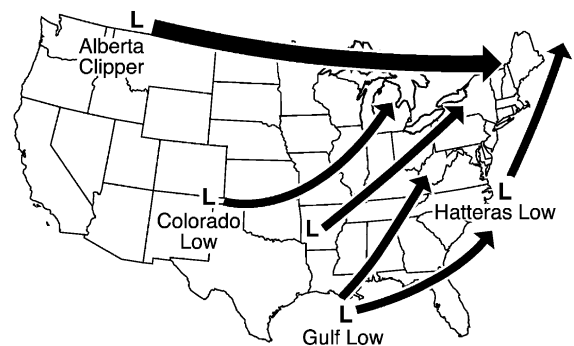 L
Alberta
Clipper
L
Colorado
Low
L
Hatteras Low
L
L
Gulf Low